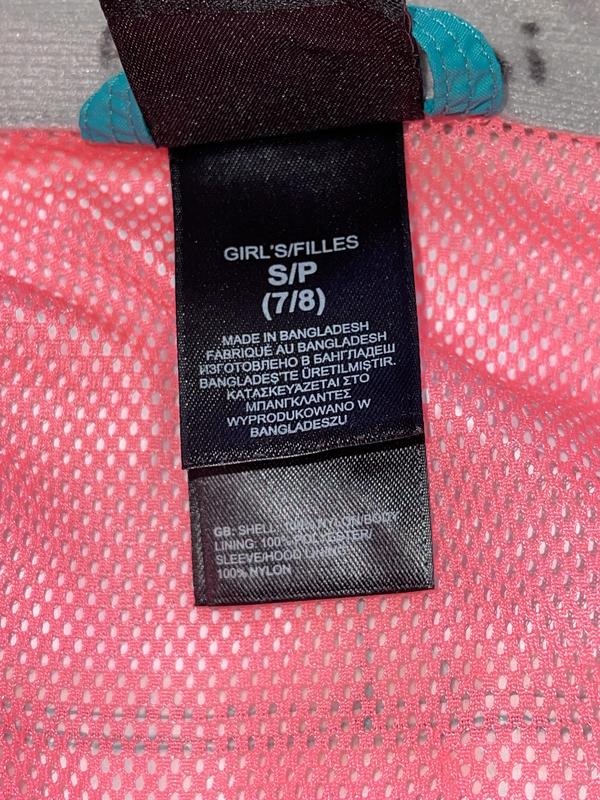 GIRL'S/FILLES
S/P
(7/8)
MADE IN BANGLADESH
FABRIQUÉ AU BANGLADESH
ИЗГОТОВЛЕНО В БАНГЛАДЕШ
BANGLADEŞ'TE ÜRETILMIŞTIR.
ΚΑΤΑΣΚΕΥΑΖΕΤΑΙ ΣΤΟ
ΜΠΑΝΓΚΛΑΝΤΕΣ
WYPRODUKOWANO W
BANGLADESZU
GB: SHELL: 100% NYLON/BODY
LINING: 100% POLYESTER/
SLEEVE/HOOD LINING:
100% NYLON